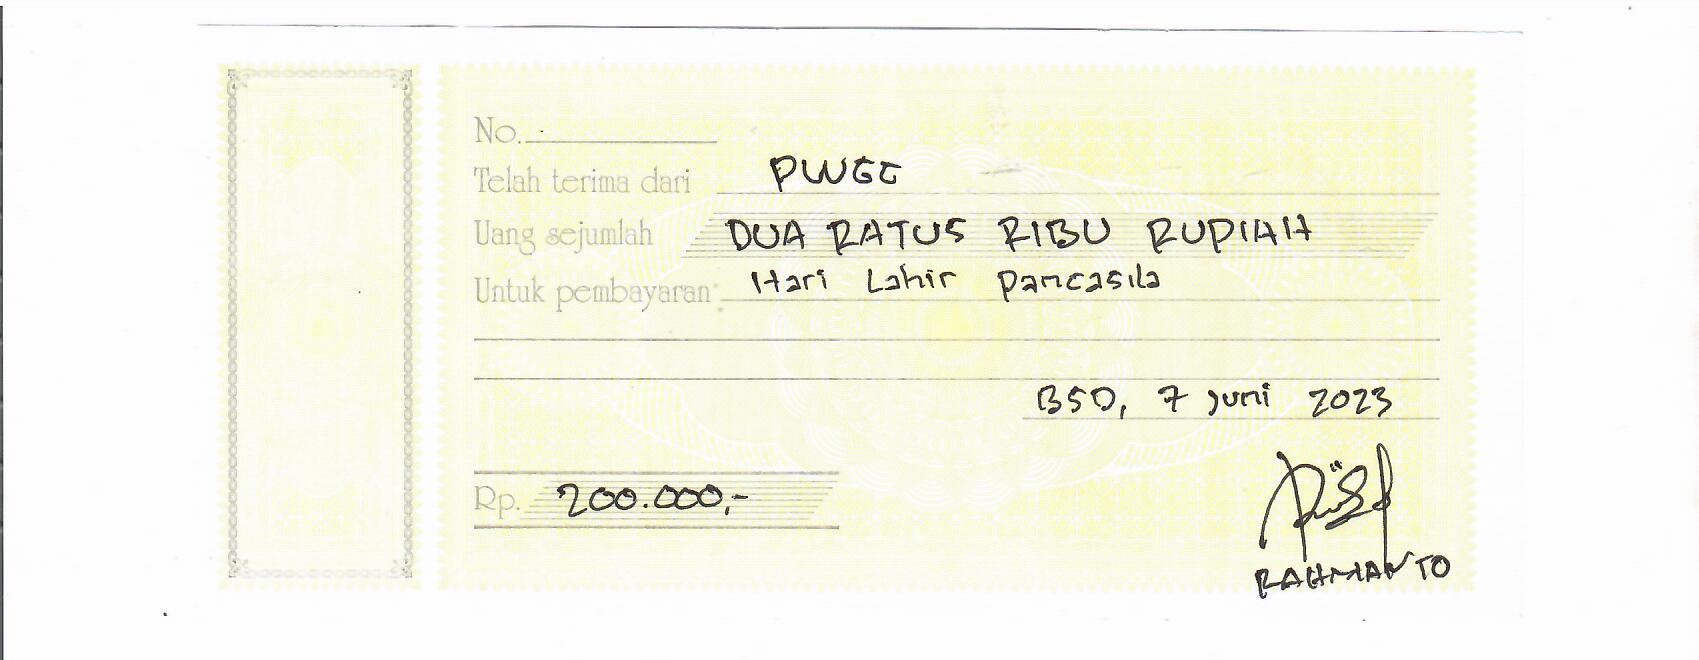 No.
Telah terima dari PWGC
Uang sejumlah DUA RATUS RIBU RUPIAH
Untuk pembayaran Hari Lahir Pancasila
BSD, 7 Juni 2023
Rp. 200.000,-
RAHMANTO